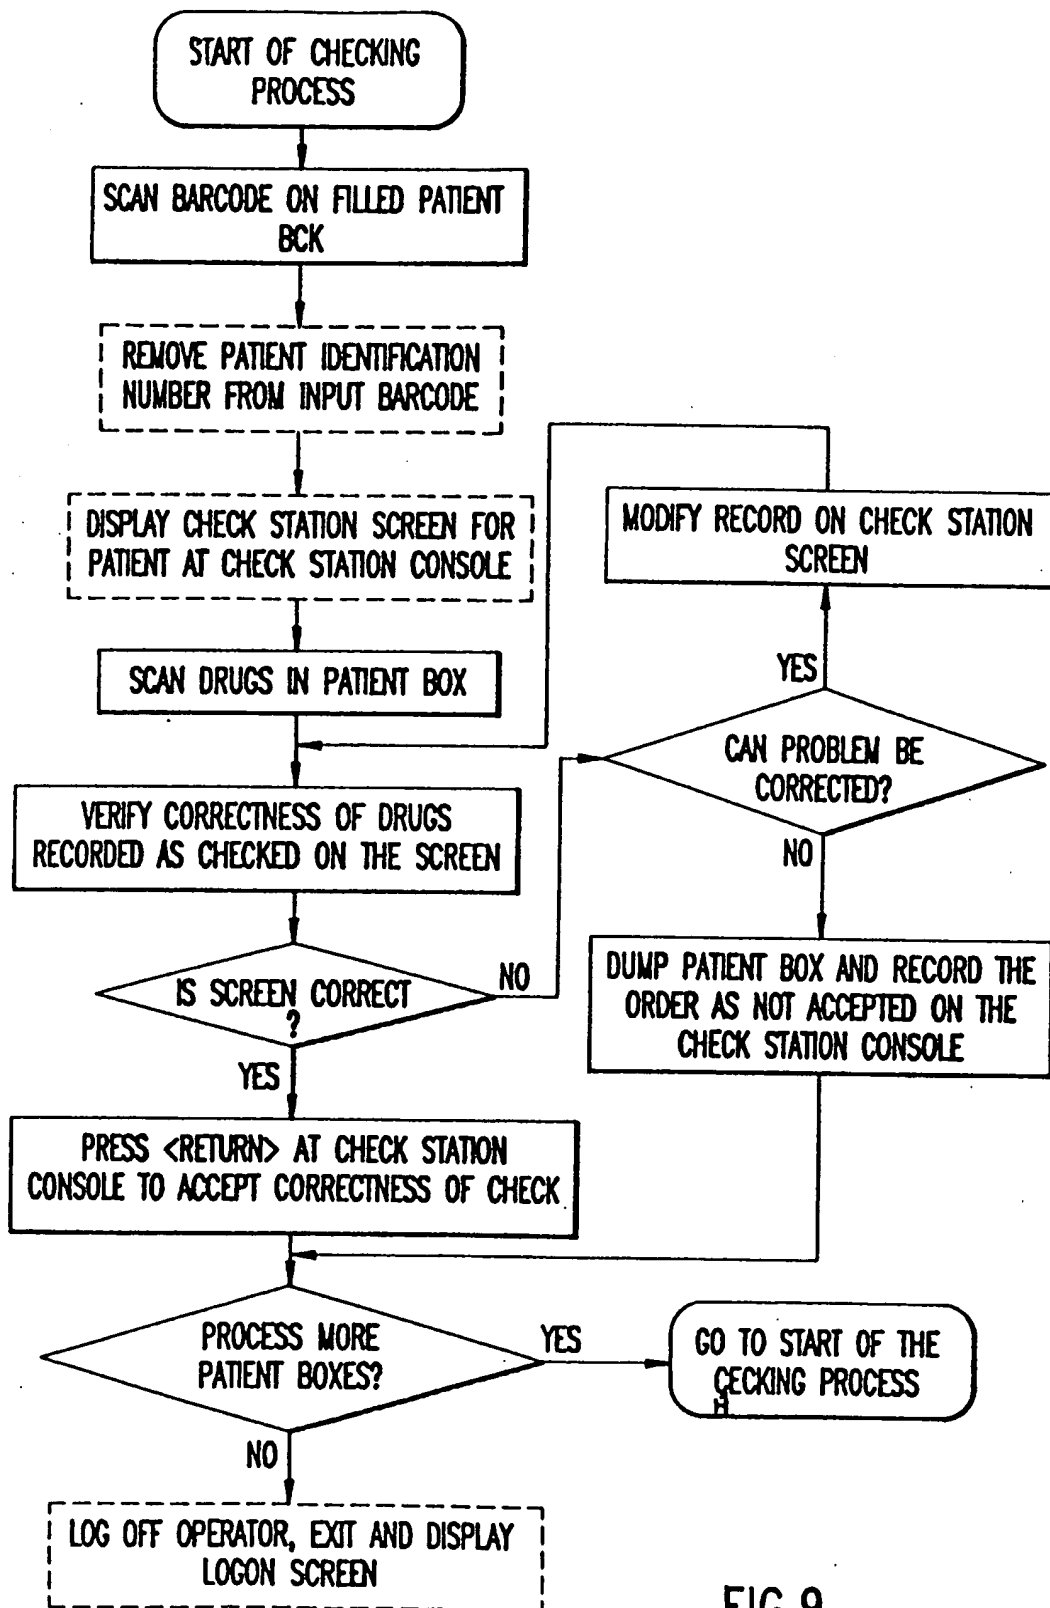 START OF CHECKING
PROCESS
SCAN BARCODE ON FILLED PATIENT
BCK
REMOVE PATIENT IDENTIFICATION
NUMBER FROM INPUT BARCODE
DISPLAY CHECK STATION SCREEN FOR
PATIENT AT CHECK STATION CONSOLE
SCAN DRUGS IN PATIENT BOX
VERIFY CORRECTNESS OF DRUGS
RECORDED AS CHECKED ON THE SCREEN
IS SCREEN CORRECT
?
NO
YES
MODIFY RECORD ON CHECK STATION
SCREEN
YES
CAN PROBLEM BE
CORRECTED?
NO
DUMP PATIENT BOX AND RECORD THE
ORDER AS NOT ACCEPTED ON THE
CHECK STATION CONSOLE
PRESS <RETURN> AT CHECK STATION
CONSOLE TO ACCEPT CORRECTNESS OF CHECK
PROCESS MORE
PATIENT BOXES?
YES
GO TO START OF THE
CECKING PROCESS
H
NO
LOG OFF OPERATOR, EXIT AND DISPLAY
LOGON SCREEN
FIG.9